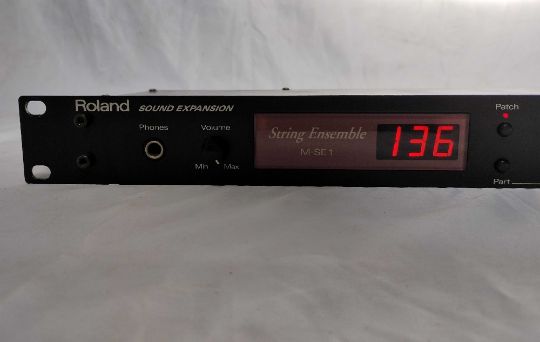 Roland SOUND EXPANSION
Phones
Volume
Min
Max
String Ensemble
M-SE1
136
Patch
Part